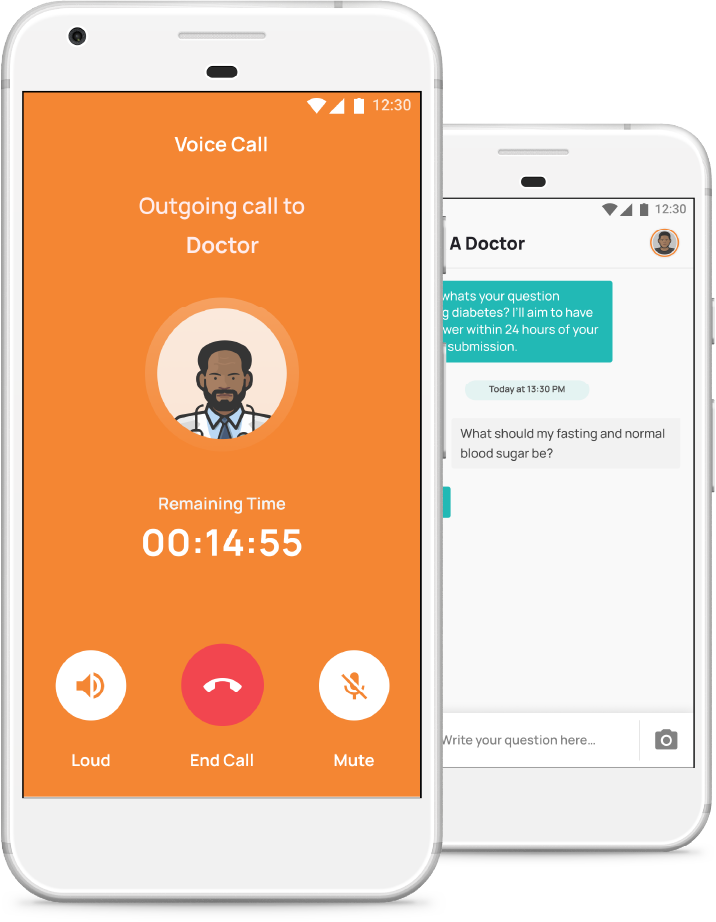 12:30
Voice Call
Outgoing call to
Doctor
Remaining Time
00:14:55
Loud
End Call
Mute
12:30
A Doctor
whats your question
g diabetes? I'll aim to have
wer within 24 hours of your
submission.
Today at 13:30 PM
What should my fasting and normal
blood sugar be?
Write your question here...